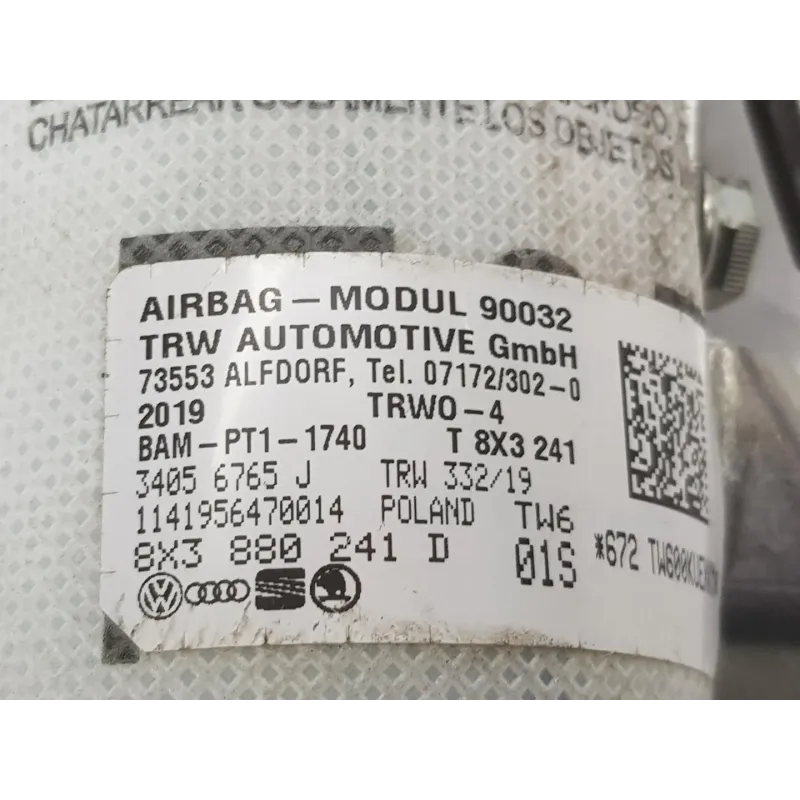 CHATARREAR SOLAMENTE LOS OBJETOS
AIRBAG – MODUL 90032
TRW AUTOMOTIVE GmbH
73553 ALFDORF, Tel. 07172/302-0
2019 TRWO-4
BAM-PT1-1740 T 8X3 241
3405 6765 J TRW 332/19
1141956470014 POLAND TW6
8X3 880 241 D 01S
*672